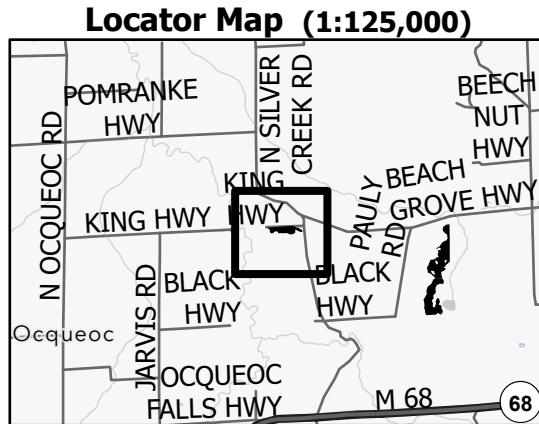 Locator Map (1:125,000)
POMRANKE
HWY
N OCQUEOC RD
N SILVER
CREEK RD
BEECH
NUT
HWY
KING
HWY
KING HWY
PAULY
RD
BEACH
GROVE HWY
JARVIS RD
BLACK
HWY
BLACK
HWY
Ocqueoc
OCQUEOC
FALLS HWY
M 68
68